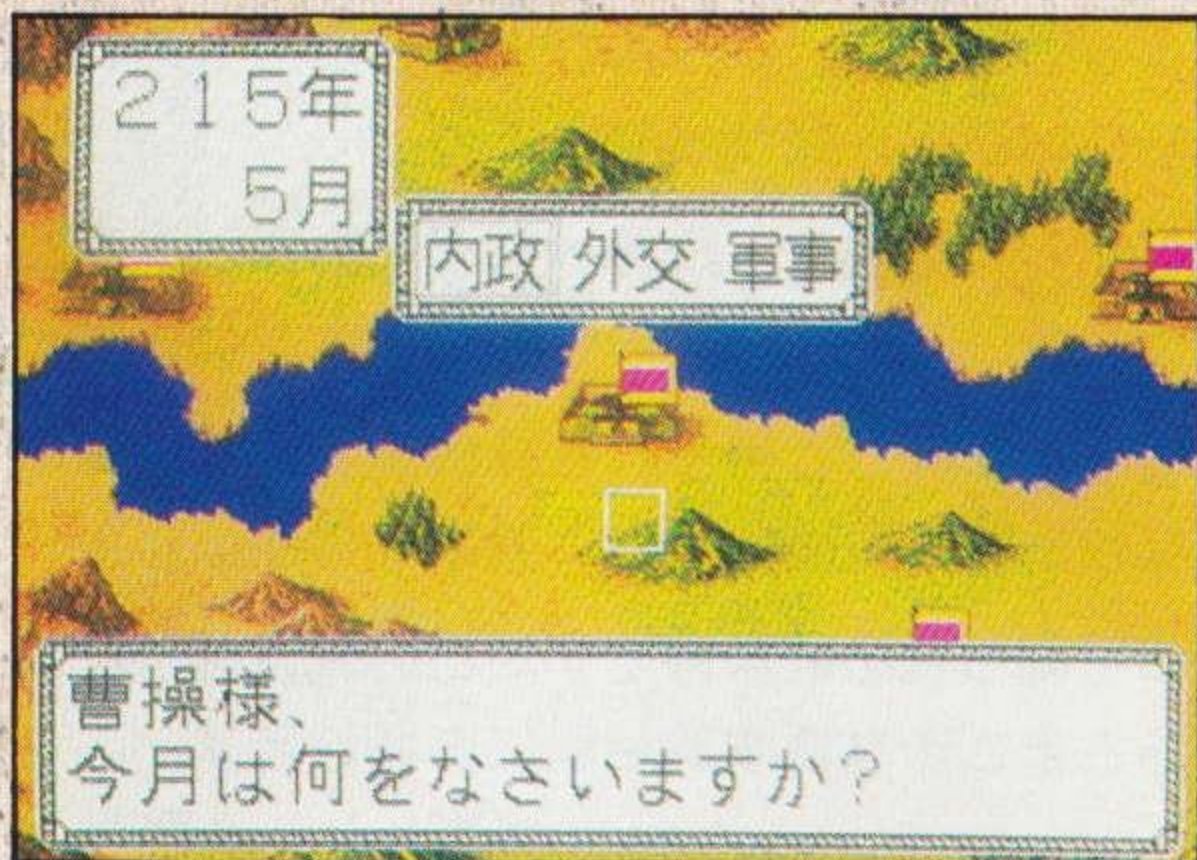 ２１５年
５月
内政 外交 軍事
曹操様、
今月は何をなさいますか？